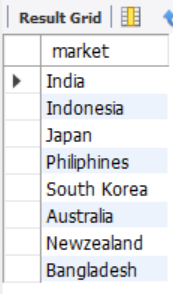 Result Grid
market
India
Indonesia
Japan
Philiphines
South Korea
Australia
Newzealand
Bangladesh